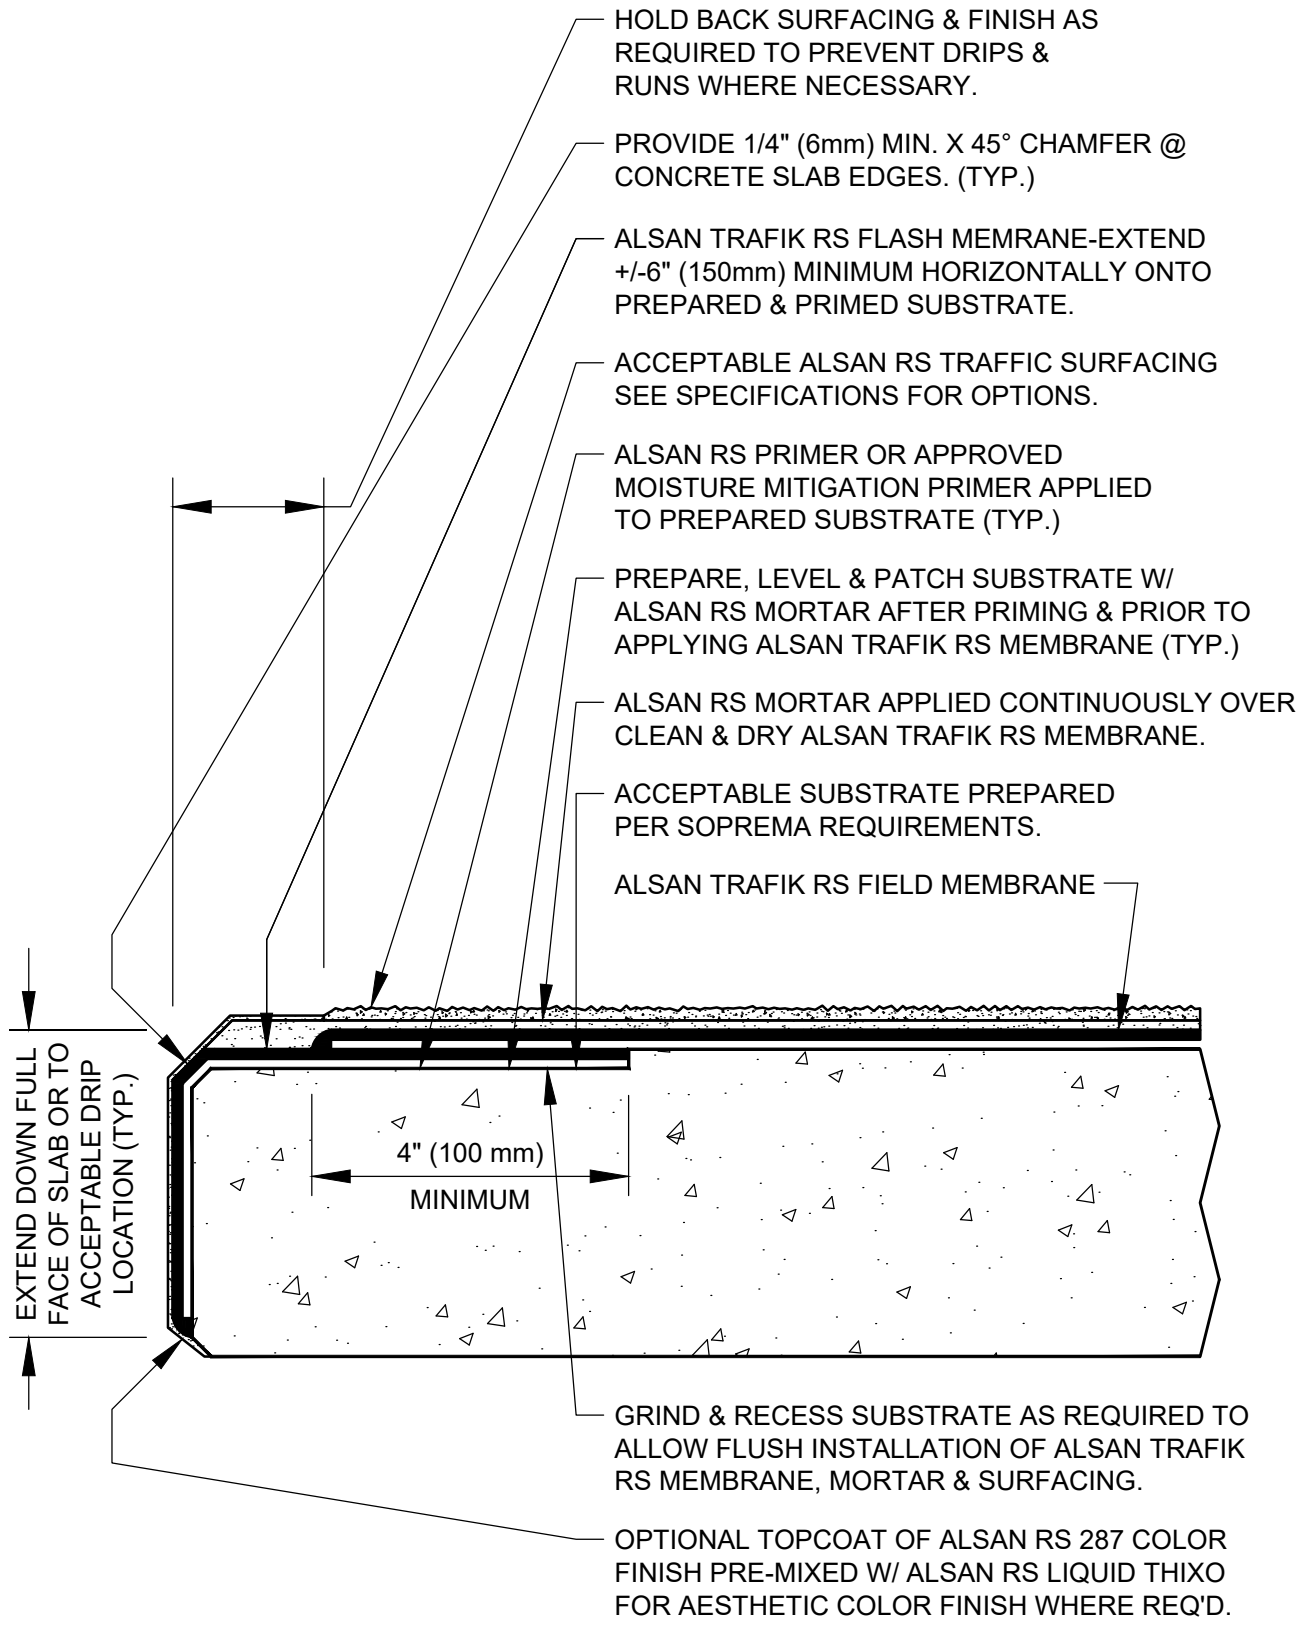 HOLD BACK SURFACING & FINISH AS
REQUIRED TO PREVENT DRIPS &
RUNS WHERE NECESSARY.
PROVIDE 1/4" (6mm) MIN. X 45° CHAMFER @
CONCRETE SLAB EDGES. (TYP.)
ALSAN TRAFIK RS FLASH MEMRANE-EXTEND
+/-6" (150mm) MINIMUM HORIZONTALLY ONTO
PREPARED & PRIMED SUBSTRATE.
ACCEPTABLE ALSAN RS TRAFFIC SURFACING
SEE SPECIFICATIONS FOR OPTIONS.
ALSAN RS PRIMER OR APPROVED
MOISTURE MITIGATION PRIMER APPLIED
TO PREPARED SUBSTRATE (TYP.)
PREPARE, LEVEL & PATCH SUBSTRATE W/
ALSAN RS MORTAR AFTER PRIMING & PRIOR TO
APPLYING ALSAN TRAFIK RS MEMBRANE (TYP.)
ALSAN RS MORTAR APPLIED CONTINUOUSLY OVER
CLEAN & DRY ALSAN TRAFIK RS MEMBRANE.
ACCEPTABLE SUBSTRATE PREPARED
PER SOPREMA REQUIREMENTS.
ALSAN TRAFIK RS FIELD MEMBRANE
EXTEND DOWN FULL
FACE OF SLAB OR TO
ACCEPTABLE DRIP
LOCATION (TYP.)
4" (100 mm)
MINIMUM
GRIND & RECESS SUBSTRATE AS REQUIRED TO
ALLOW FLUSH INSTALLATION OF ALSAN TRAFIK
RS MEMBRANE, MORTAR & SURFACING.
OPTIONAL TOPCOAT OF ALSAN RS 287 COLOR
FINISH PRE-MIXED W/ ALSAN RS LIQUID THIXO
FOR AESTHETIC COLOR FINISH WHERE REQ'D.